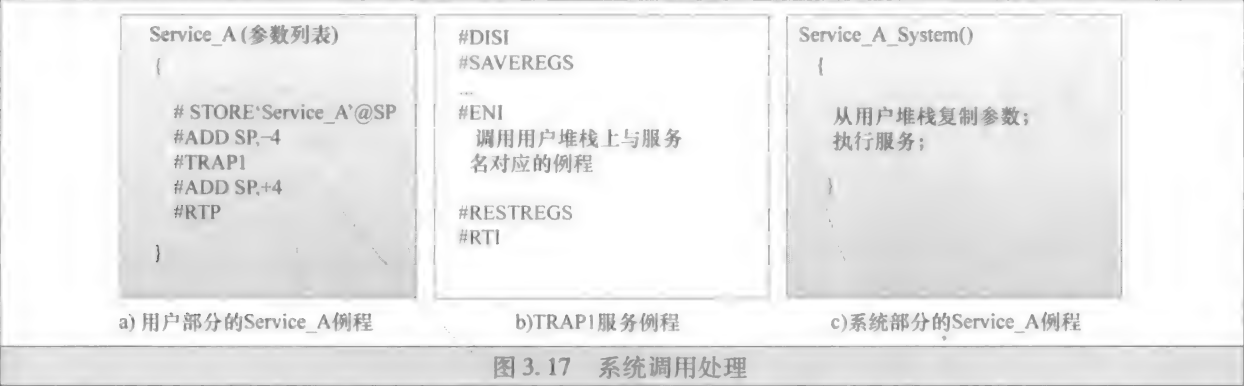 Service_A (参数列表)
{
# STORE‘Service_A’@SP
#ADD SP,–4
#TRAP1
#ADD SP,+4
#RTP
}
a) 用户部分的Service_A例程
#DISI
#SAVEREGS
...
#ENI
调用用户堆栈上与服务
名对应的例程
#RESTREGS
#RTI
b)TRAP1服务例程
Service_A_System()
{
从用户堆栈复制参数;
执行服务;
}
c)系统部分的Service_A例程
图 3. 17 系统调用处理